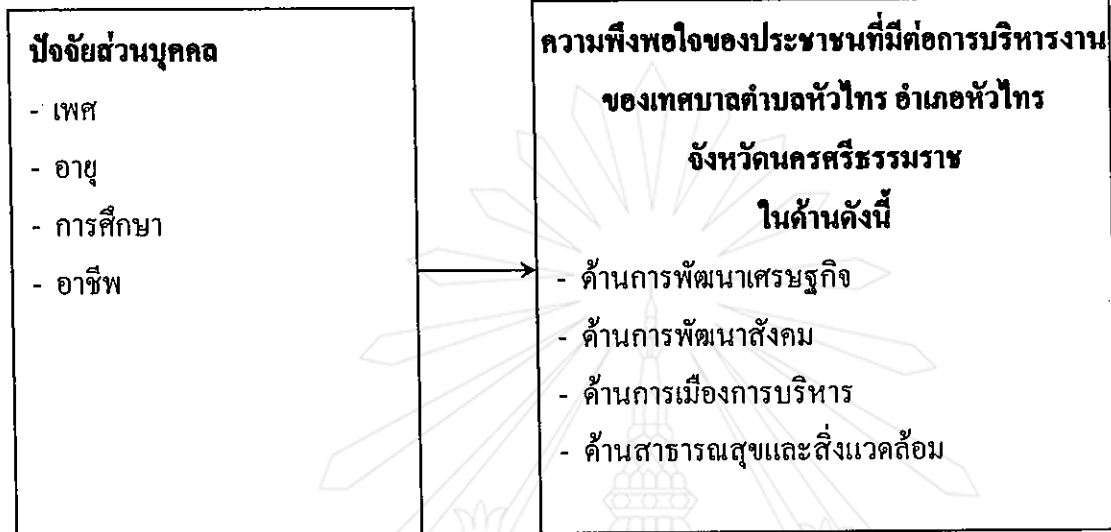 ปัจจัยส่วนบุคคล
- เพศ
- อายุ
- การศึกษา
- อาชีพ
ความพึงพอใจของประชาชนที่มีต่อการบริหารงาน
ของเทศบาลตำบลหัวไทร อำเภอหัวไทร
จังหวัดนครศรีธรรมราช
ในด้านดังนี้
- ด้านการพัฒนาเศรษฐกิจ
- ด้านการพัฒนาสังคม
- ด้านการเมืองการบริหาร
- ด้านสาธารณสุขและสิ่งแวดล้อม